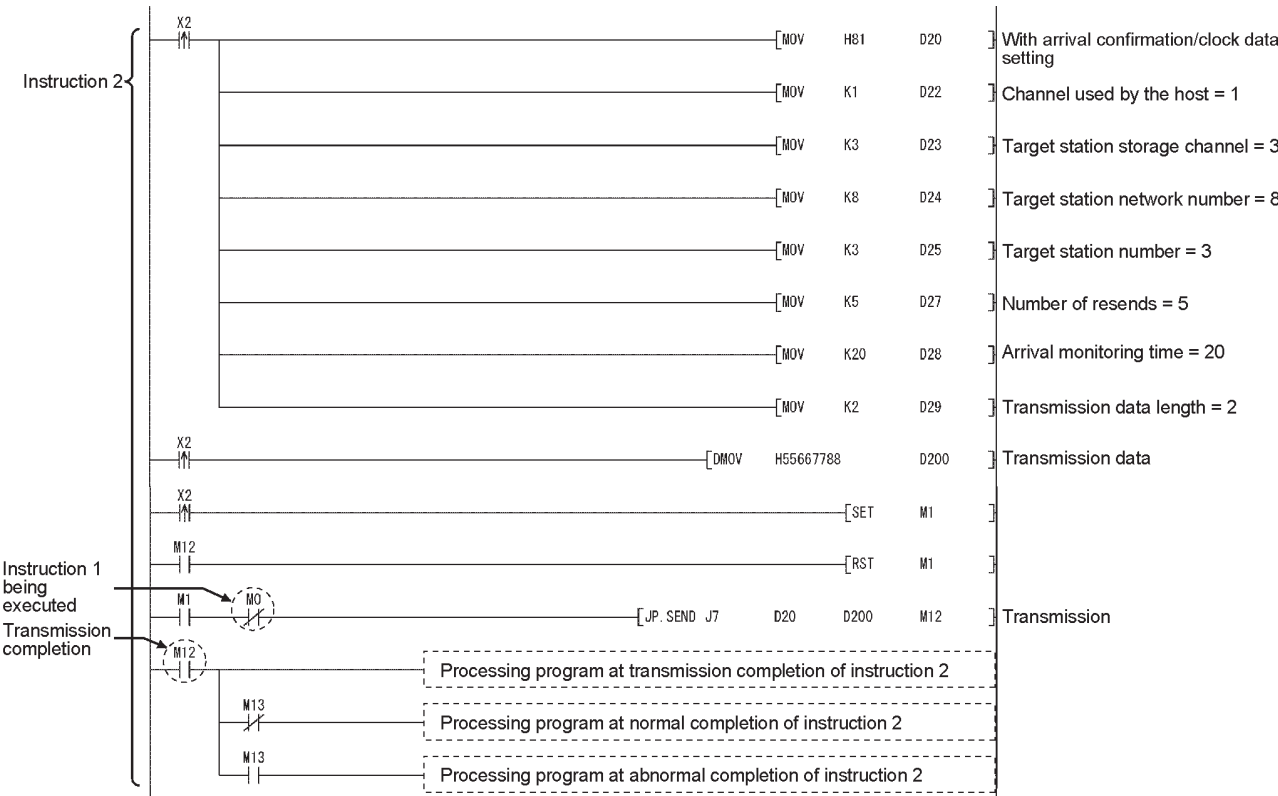 X2
[MOV H81 D20 ] With arrival confirmation/clock data
setting
Instruction 2
[MOV K1 D22 ] Channel used by the host = 1
[MOV K3 D23 ] Target station storage channel = 3
[MOV K8 D24 ] Target station network number = 8
[MOV K3 D25 ] Target station number = 3
[MOV K5 D27 ] Number of resends = 5
[MOV K20 D28 ] Arrival monitoring time = 20
[MOV K2 D29 ] Transmission data length = 2
X2
[DMOV H55667788 D200 ] Transmission data
X2
[SET M1 ]
M12
[RST M1 ]
Instruction 1
being
executed
M1 M0
[JP. SEND J7 D20 D200 M12 ] Transmission
Transmission
completion
M12
Processing program at transmission completion of instruction 2
M13
Processing program at normal completion of instruction 2
M13
Processing program at abnormal completion of instruction 2